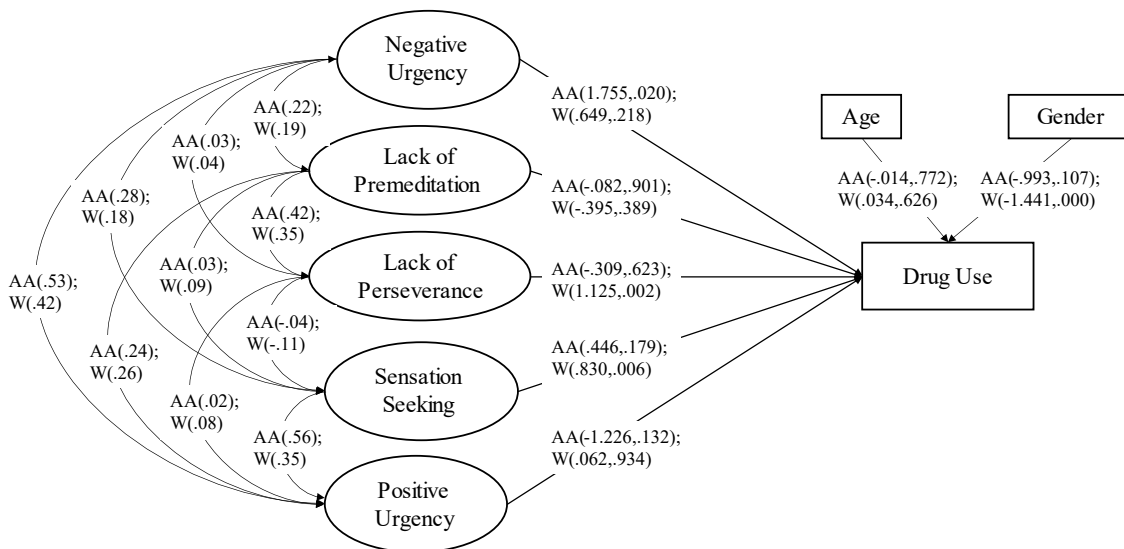 Negative
Urgency
AA(1.755,.020);
W(.649,.218)
Age
Gender
AA(.22);
W(.19)
AA(.03);
W(.04)
Lack of
Premeditation
AA(-.014,.772);
W(.034,.626)
AA(-.993,.107);
W(-1.441,.000)
AA(.28);
W(.18)
AA(-.082,.901);
W(-.395,.389)
AA(.42);
W(.35)
Drug Use
AA(.53);
W(.42)
AA(.03);
W(.09)
Lack of
Perseverance
AA(-.309,.623);
W(1.125,.002)
AA(-.04);
W(-.11)
AA(.24);
W(.26)
Sensation
Seeking
AA(.446,.179);
W(.830,.006)
AA(.02);
W(.08)
AA(.56);
W(.35)
AA(-1.226,.132);
W(.062,.934)
Positive
Urgency